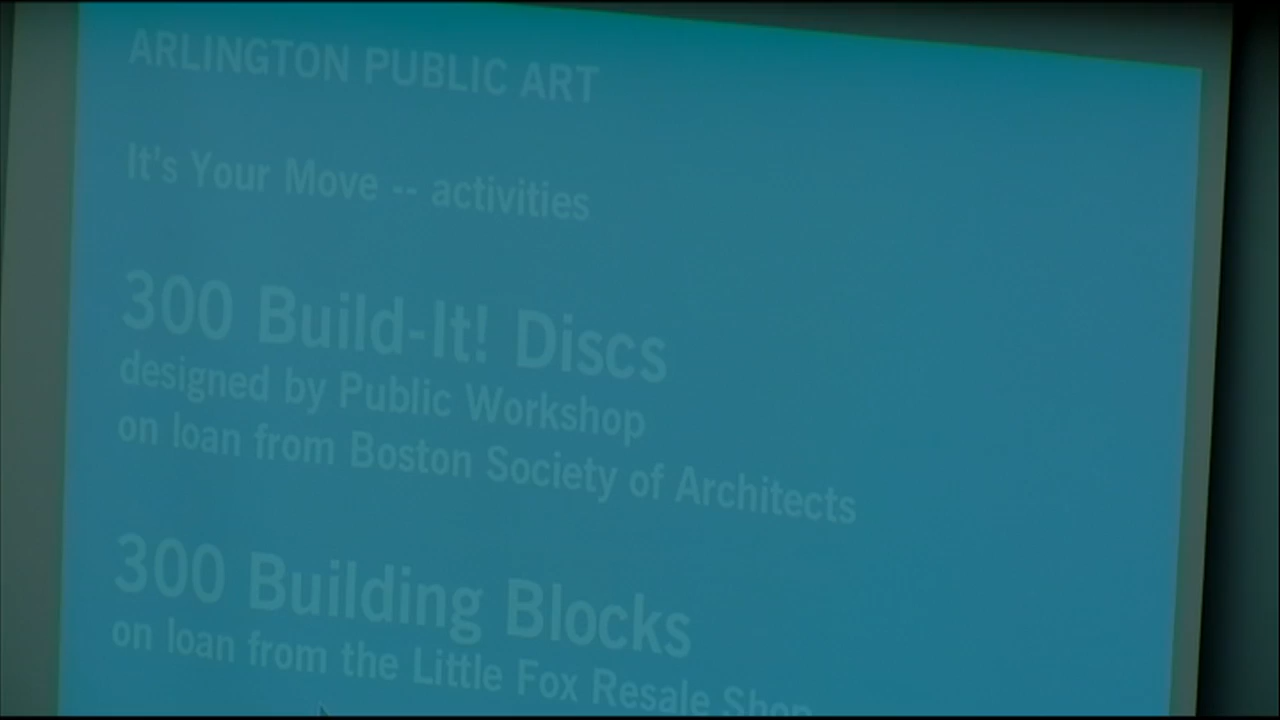 ARLINGTON PUBLIC ART
It's Your Move -- activities
300 Build-It! Discs
designed by Public Workshop
on loan from Boston Society of Architects
300 Building Blocks
on loan from the Little Fox Resale Shop